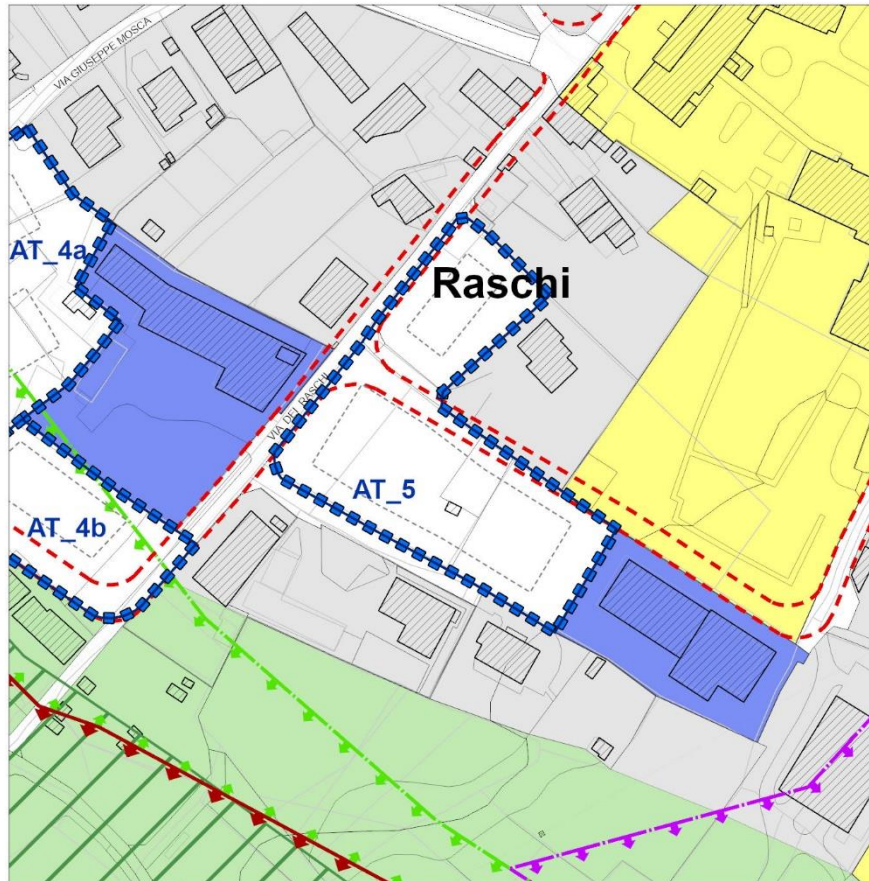 VIA GIUSEPPE MOSCA
AT_4a
Raschi
VIA DEI RASCHI
AT_5
AT_4b